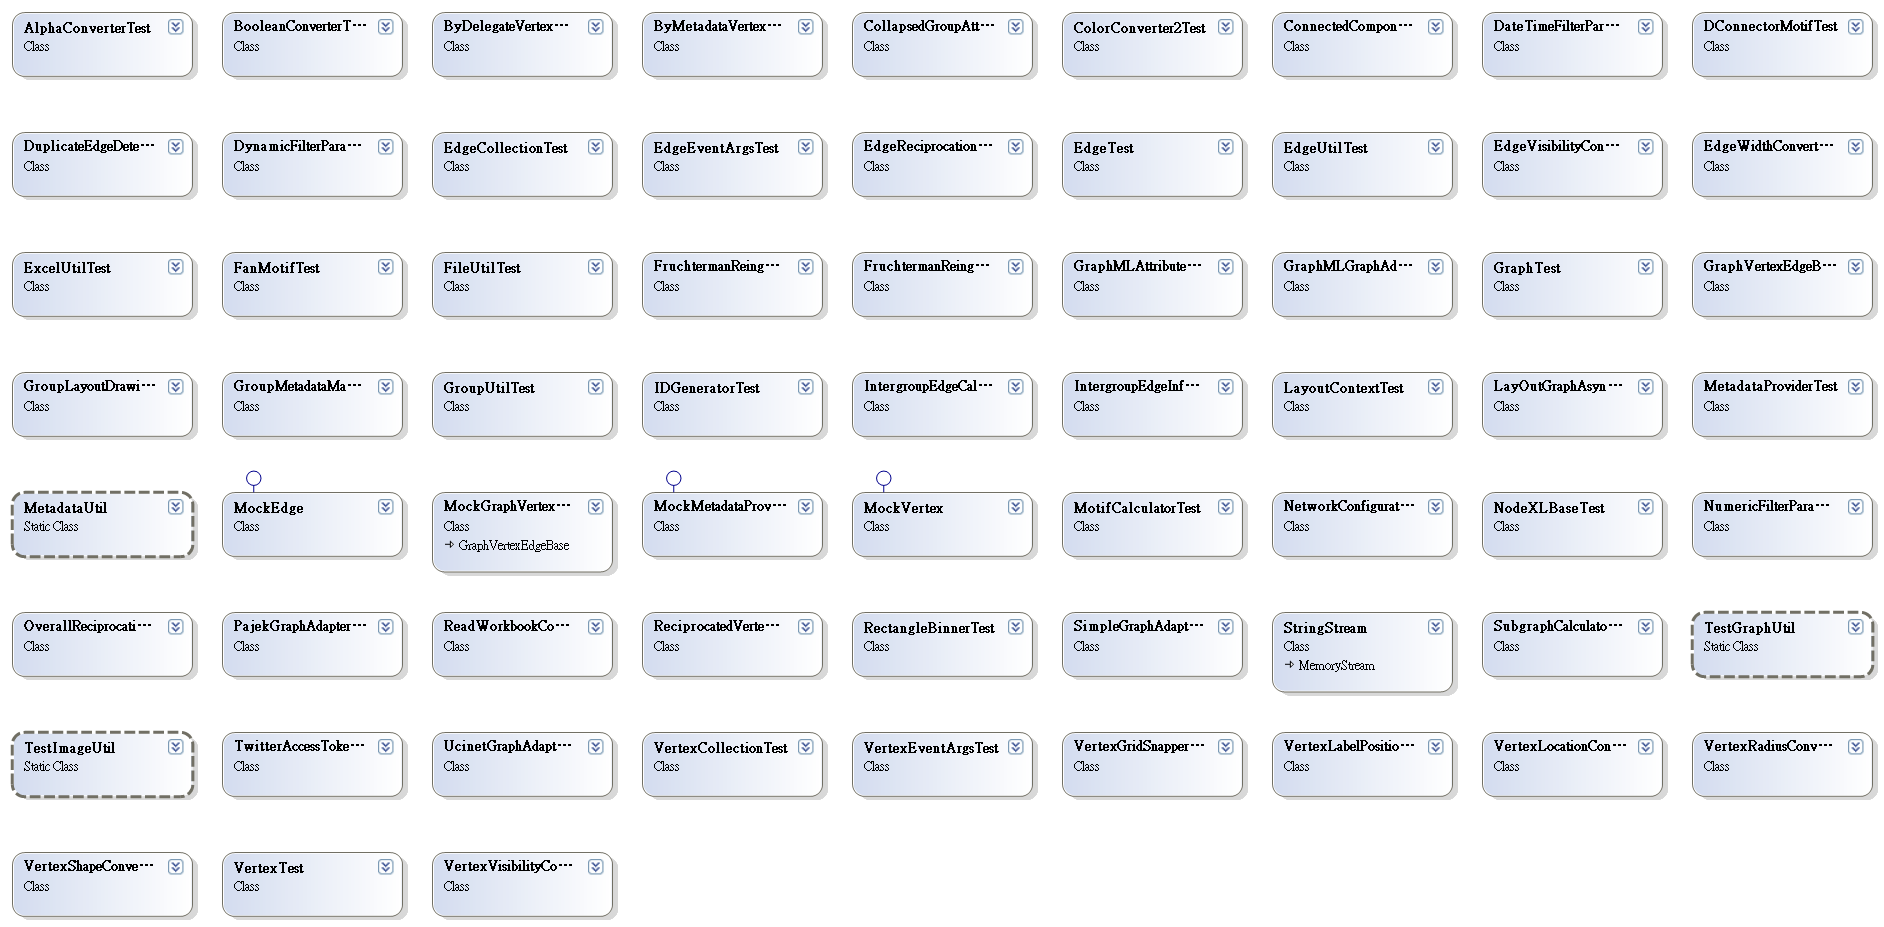 AlphaConverterTest
Class
BooleanConverterT···
Class
ByDelegateVertex···
Class
ByMetadataVertex···
Class
CollapsedGroupAtt···
Class
ColorConverter2Test
Class
ConnectedCompon···
Class
DateTimeFilterPar···
Class
DConnectorMotifTest
Class
DuplicateEdgeDete···
Class
DynamicFilterPara···
Class
EdgeCollectionTest
Class
EdgeEventArgsTest
Class
EdgeReciprocation···
Class
EdgeTest
Class
EdgeUtilTest
Class
EdgeVisibilityCon···
Class
EdgeWidthConvert···
Class
ExcelUtilTest
Class
FanMotifTest
Class
FileUtilTest
Class
FruchtermanReing···
Class
FruchtermanReing···
Class
GraphMLAttribute···
Class
GraphMLGraphAd···
Class
GraphTest
Class
GraphVertexEdgeB···
Class
GroupLayoutDrawi···
Class
GroupMetadataMa···
Class
GroupUtilTest
Class
IDGeneratorTest
Class
IntergroupEdgeCal···
Class
IntergroupEdgeInf···
Class
LayoutContextTest
Class
LayOutGraphAsyn···
Class
MetadataProviderTest
Class
MetadataUtil
Static Class
MockEdge
Class
MockGraphVertex···
Class
GraphVertexEdgeBase
MockMetadataProv···
Class
MockVertex
Class
MotifCalculatorTest
Class
NetworkConfigurat···
Class
NodeXLBaseTest
Class
NumericFilterPara···
Class
OverallReciprocati···
Class
PajekGraphAdapter···
Class
ReadWorkbookCo···
Class
ReciprocatedVerte···
Class
RectangleBinnerTest
Class
SimpleGraphAdapt···
Class
StringStream
Class
MemoryStream
SubgraphCalculato···
Class
TestGraphUtil
Static Class
TestImageUtil
Static Class
TwitterAccessToke···
Class
UcinetGraphAdapt···
Class
VertexCollectionTest
Class
VertexEventArgsTest
Class
VertexGridSnapper···
Class
VertexLabelPositio···
Class
VertexLocationCon···
Class
VertexRadiusConv···
Class
VertexShapeConve···
Class
VertexTest
Class
VertexVisibilityCo···
Class